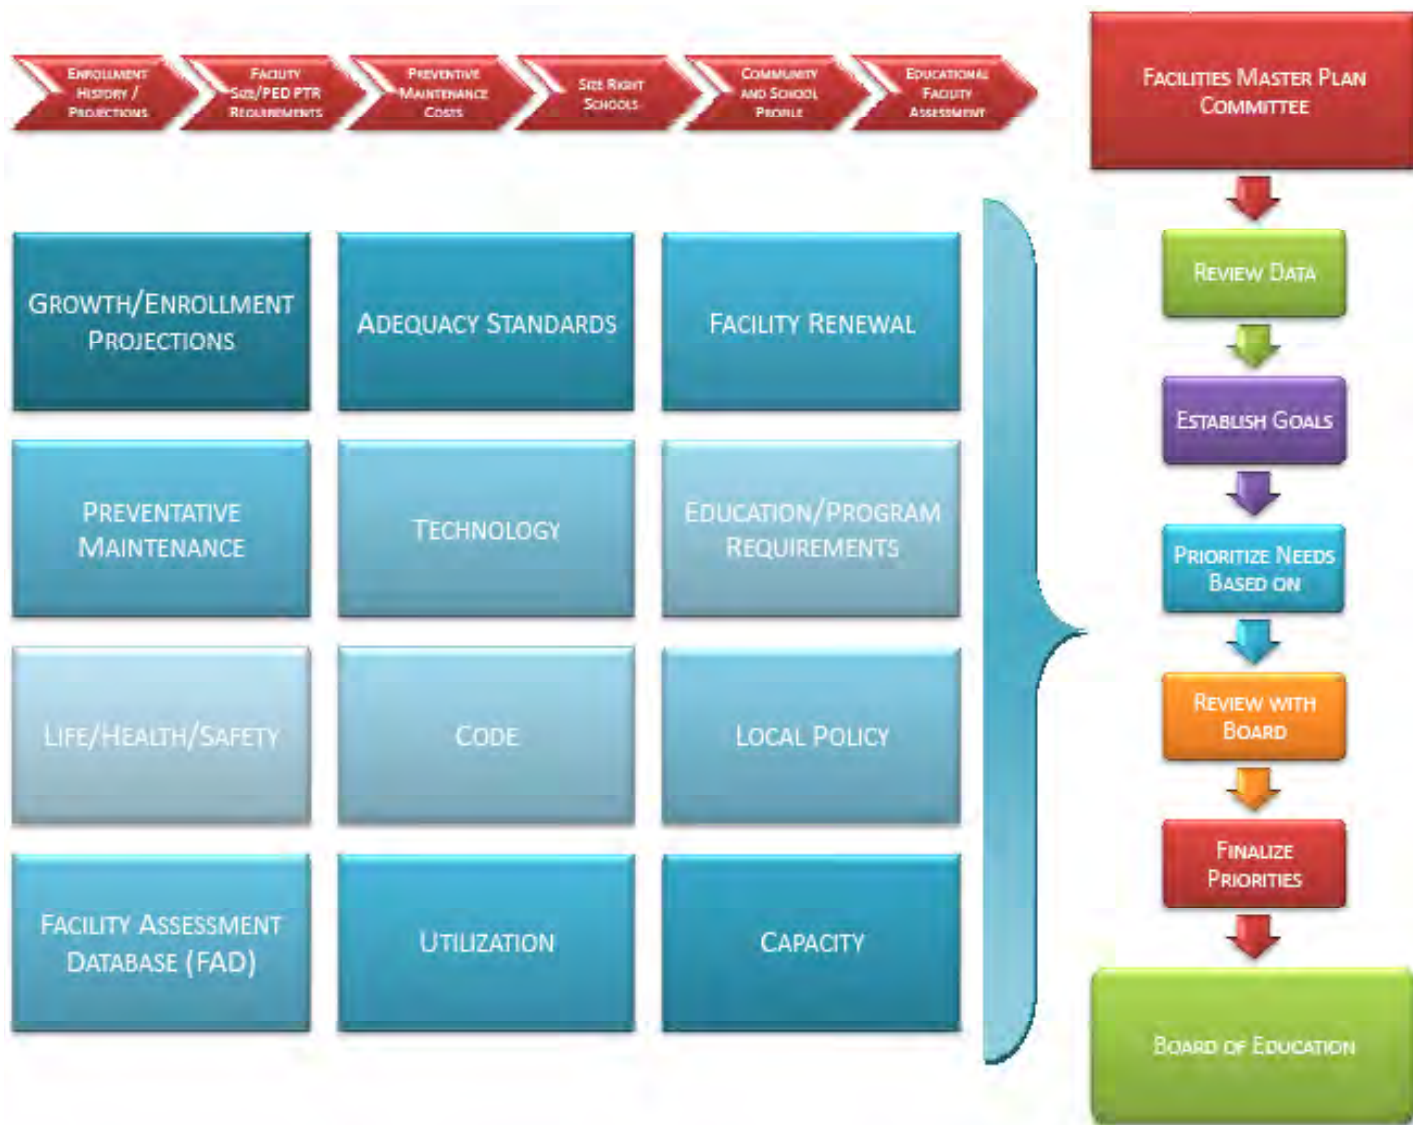 ENROLLMENT
HISTORY /
PROJECTIONS
FACILITY
SIZE/PED PTR
REQUIREMENTS
PREVENTIVE
MAINTENANCE
COSTS
SIZE RIGHT
SCHOOLS
COMMUNITY
AND SCHOOL
PROFILE
EDUCATIONAL
FACILITY
ASSESSMENT
GROWTH/ENROLLMENT
PROJECTIONS
ADEQUACY STANDARDS
FACILITY RENEWAL
PREVENTATIVE
MAINTENANCE
TECHNOLOGY
EDUCATION/PROGRAM
REQUIREMENTS
LIFE/HEALTH/SAFETY
CODE
LOCAL POLICY
FACILITY ASSESSMENT
DATABASE (FAD)
UTILIZATION
CAPACITY
FACILITIES MASTER PLAN
COMMITTEE
REVIEW DATA
ESTABLISH GOALS
PRIORITIZE NEEDS
BASED ON
REVIEW WITH
BOARD
FINALIZE
PRIORITIES
BOARD OF EDUCATION